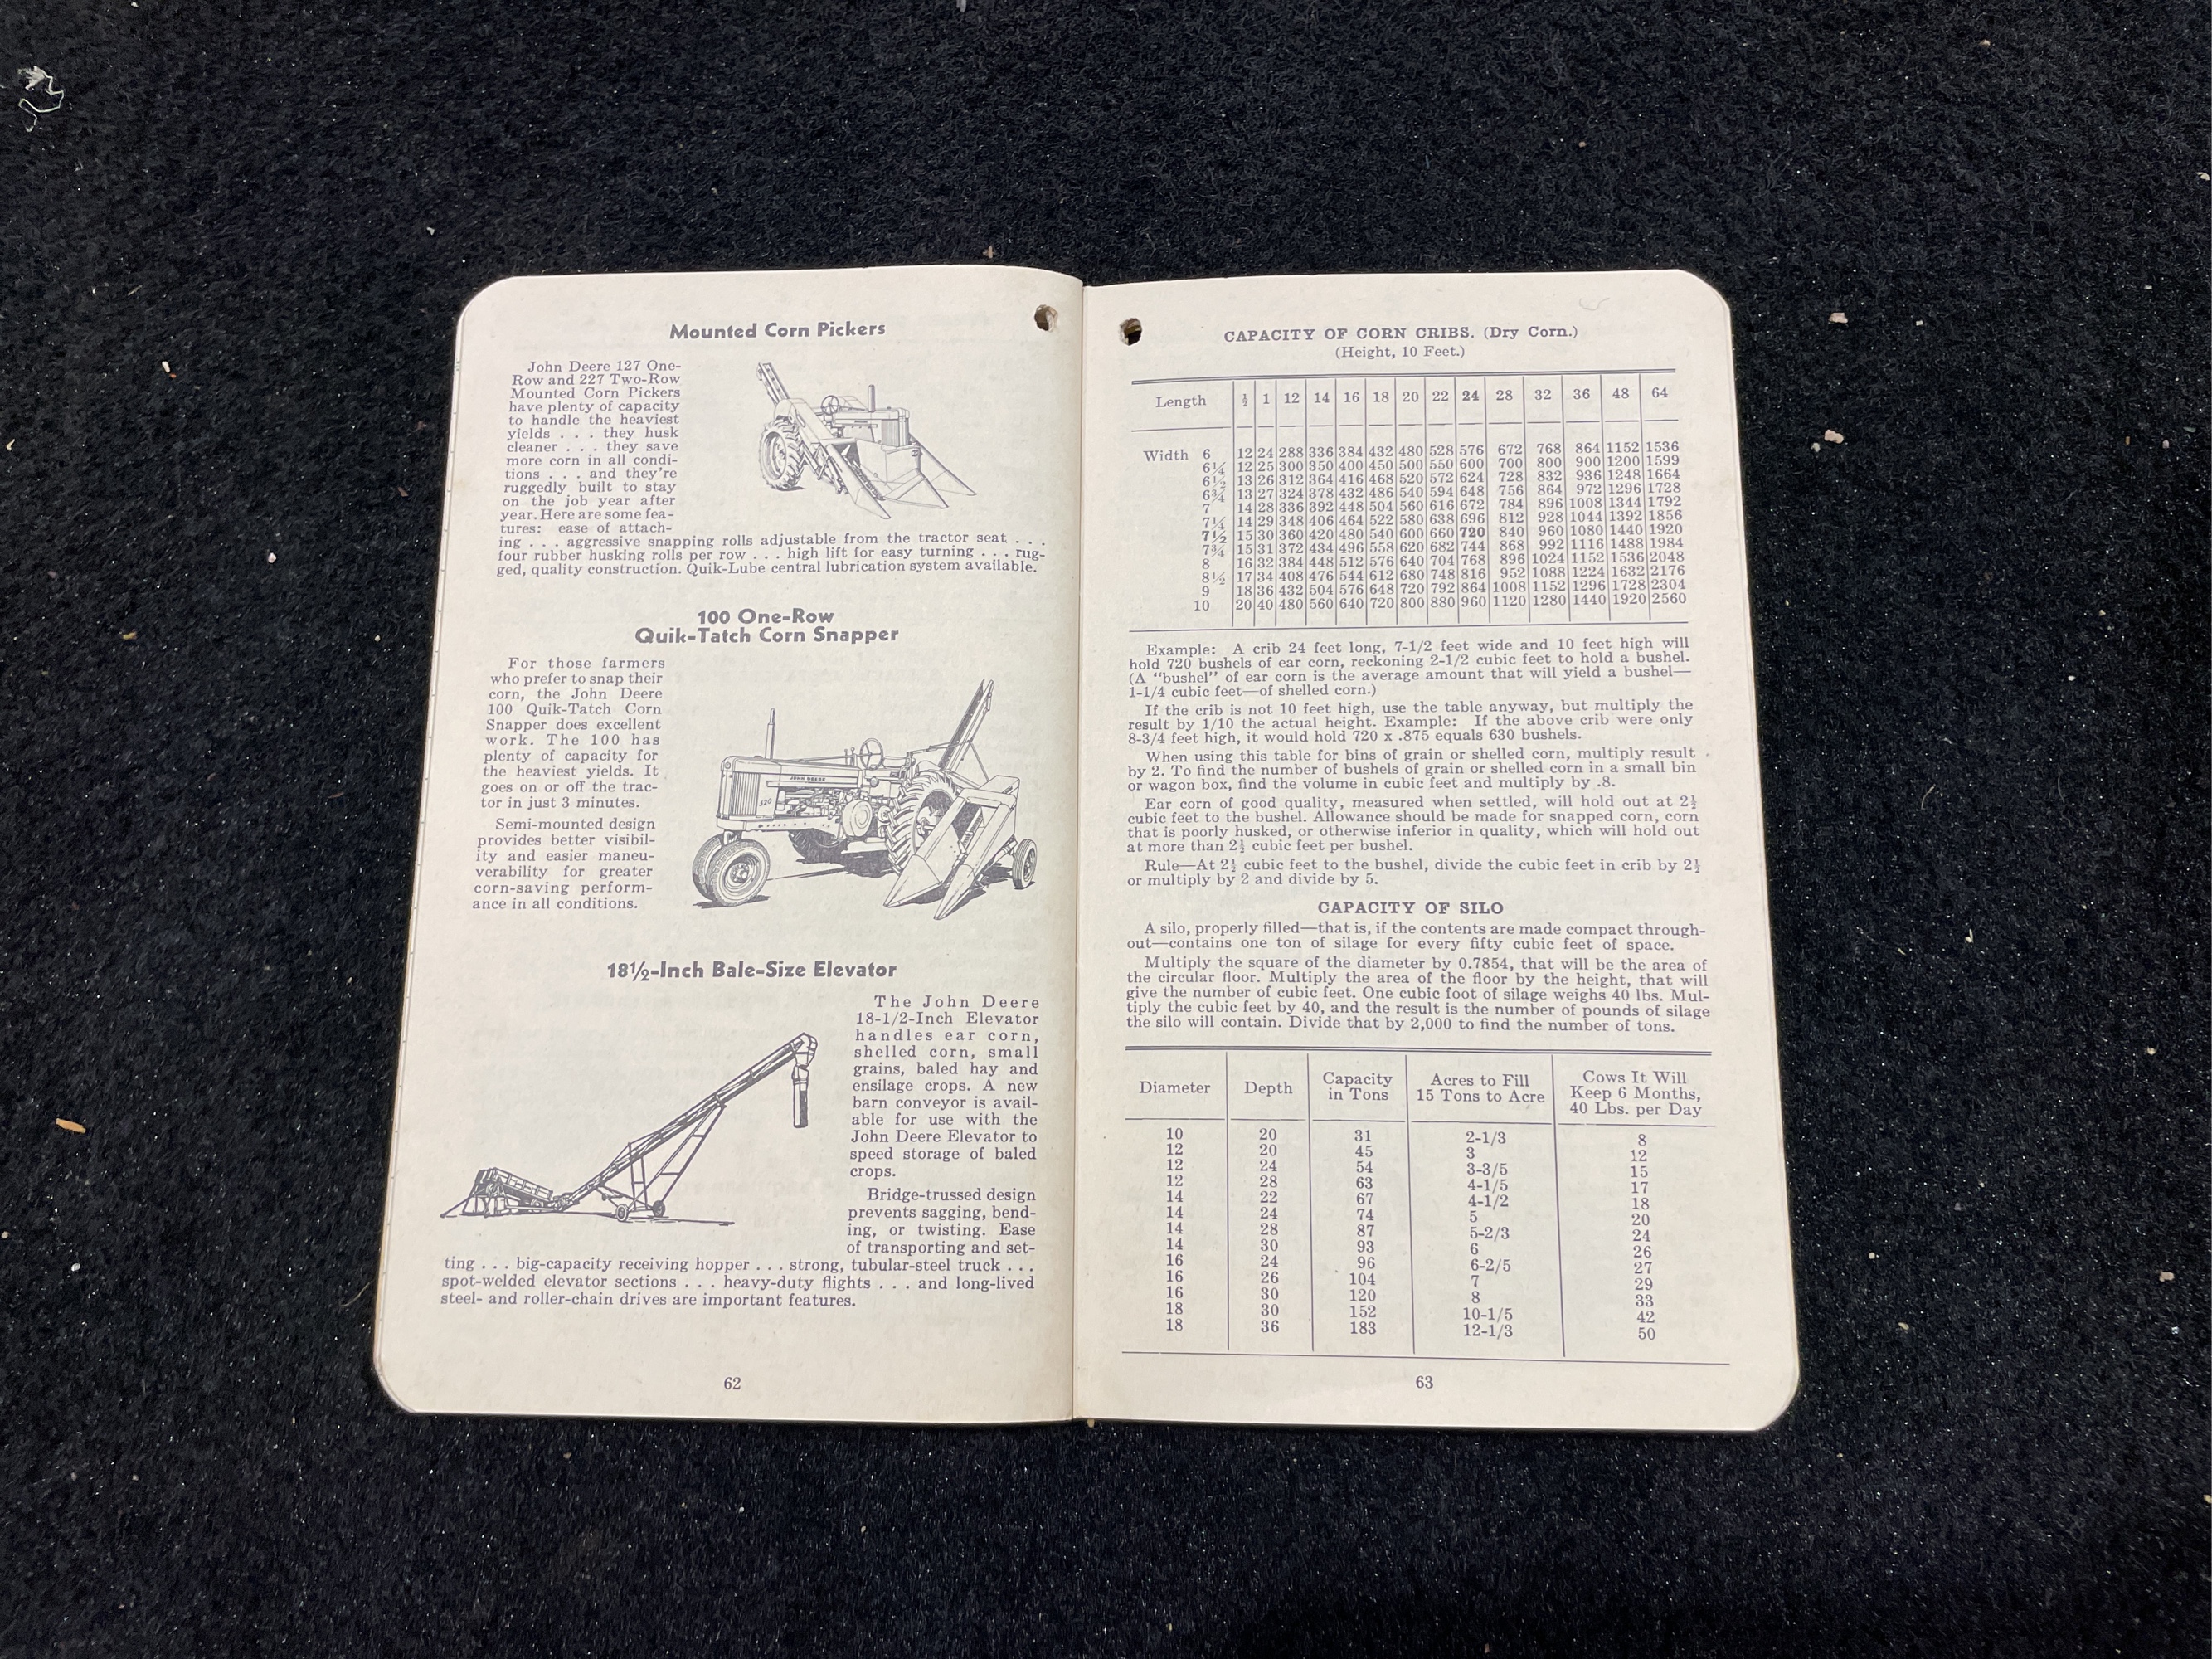 Mounted Corn Pickers
John Deere 127 One-
Row and 227 Two-Row
Mounted Corn Pickers
have plenty of capacity
to handle the heaviest
yields . . . they husk
cleaner . . . they save
more corn in all condi-
tions . . . and they're
ruggedly built to stay
on the job year after
year. Here are some fea-
tures: ease of attach-
ing . . . aggressive snapping rolls adjustable from the tractor seat . . .
four rubber husking rolls per row . . . high lift for easy turning . . . rug-
ged, quality construction. Quik-Lube central lubrication system available.
100 One-Row
Quik-Tatch Corn Snapper
For those farmers
who prefer to snap their
corn, the John Deere
100 Quik-Tatch Corn
Snapper does excellent
work. The 100 has
plenty of capacity for
the heaviest yields. It
goes on or off the trac-
tor in just 3 minutes.
Semi-mounted design
provides better visibil-
ity and easier maneu-
verability for greater
corn-saving perform-
ance in all conditions.
JOHN DEERE
520
18½-Inch Bale-Size Elevator
The John Deere
18-1/2-Inch Elevator
handles ear corn,
shelled corn, small
grains, baled hay and
ensilage crops. A new
barn conveyor is avail-
able for use with the
John Deere Elevator to
speed storage of baled
crops.
Bridge-trussed design
prevents sagging, bend-
ing, or twisting. Ease
of transporting and set-
ting . . . big-capacity receiving hopper . . . strong, tubular-steel truck . . .
spot-welded elevator sections . . . heavy-duty flights . . . and long-lived
steel- and roller-chain drives are important features.
62
CAPACITY OF CORN CRIBS. (Dry Corn.)
(Height, 10 Feet.)
Length ½ 1 12 14 16 18 20 22 24 28 32 36 48 64
Width 6 12 24 288 336 384 432 480 528 576 672 768 864 1152 1536
6¼ 12 25 300 350 400 450 500 550 600 700 800 900 1200 1599
6½ 13 26 312 364 416 468 520 572 624 728 832 936 1248 1664
6¾ 13 27 324 378 432 486 540 594 648 756 864 972 1296 1728
7 14 28 336 392 448 504 560 616 672 784 896 1008 1344 1792
7¼ 14 29 348 406 464 522 580 638 696 812 928 1044 1392 1856
7½ 15 30 360 420 480 540 600 660 720 840 960 1080 1440 1920
7¾ 15 31 372 434 496 558 620 682 744 868 992 1116 1488 1984
8 16 32 384 448 512 576 640 704 768 896 1024 1152 1536 2048
8½ 17 34 408 476 544 612 680 748 816 952 1088 1224 1632 2176
9 18 36 432 504 576 648 720 792 864 1008 1152 1296 1728 2304
10 20 40 480 560 640 720 800 880 960 1120 1280 1440 1920 2560
Example: A crib 24 feet long, 7-1/2 feet wide and 10 feet high will
hold 720 bushels of ear corn, reckoning 2-1/2 cubic feet to hold a bushel.
(A "bushel" of ear corn is the average amount that will yield a bushel—
1-1/4 cubic feet—of shelled corn.)
If the crib is not 10 feet high, use the table anyway, but multiply the
result by 1/10 the actual height. Example: If the above crib were only
8-3/4 feet high, it would hold 720 x .875 equals 630 bushels.
When using this table for bins of grain or shelled corn, multiply result
by 2. To find the number of bushels of grain or shelled corn in a small bin
or wagon box, find the volume in cubic feet and multiply by .8.
Ear corn of good quality, measured when settled, will hold out at 2½
cubic feet to the bushel. Allowance should be made for snapped corn, corn
that is poorly husked, or otherwise inferior in quality, which will hold out
at more than 2½ cubic feet per bushel.
Rule—At 2½ cubic feet to the bushel, divide the cubic feet in crib by 2½
or multiply by 2 and divide by 5.
CAPACITY OF SILO
A silo, properly filled—that is, if the contents are made compact through-
out—contains one ton of silage for every fifty cubic feet of space.
Multiply the square of the diameter by 0.7854, that will be the area of
the circular floor. Multiply the area of the floor by the height, that will
give the number of cubic feet. One cubic foot of silage weighs 40 lbs. Mul-
tiply the cubic feet by 40, and the result is the number of pounds of silage
the silo will contain. Divide that by 2,000 to find the number of tons.
Diameter Depth Capacity in Tons Acres to Fill 15 Tons to Acre Cows It Will Keep 6 Months, 40 Lbs. per Day
10 20 31 2-1/3 8
12 20 45 3 12
12 24 54 3-3/5 15
12 28 63 4-1/5 17
14 22 67 4-1/2 18
14 24 74 5 20
14 28 87 5-2/3 24
14 30 93 6 26
16 24 96 6-2/5 27
16 26 104 7 29
16 30 120 8 33
18 30 152 10-1/5 42
18 36 183 12-1/3 50
63